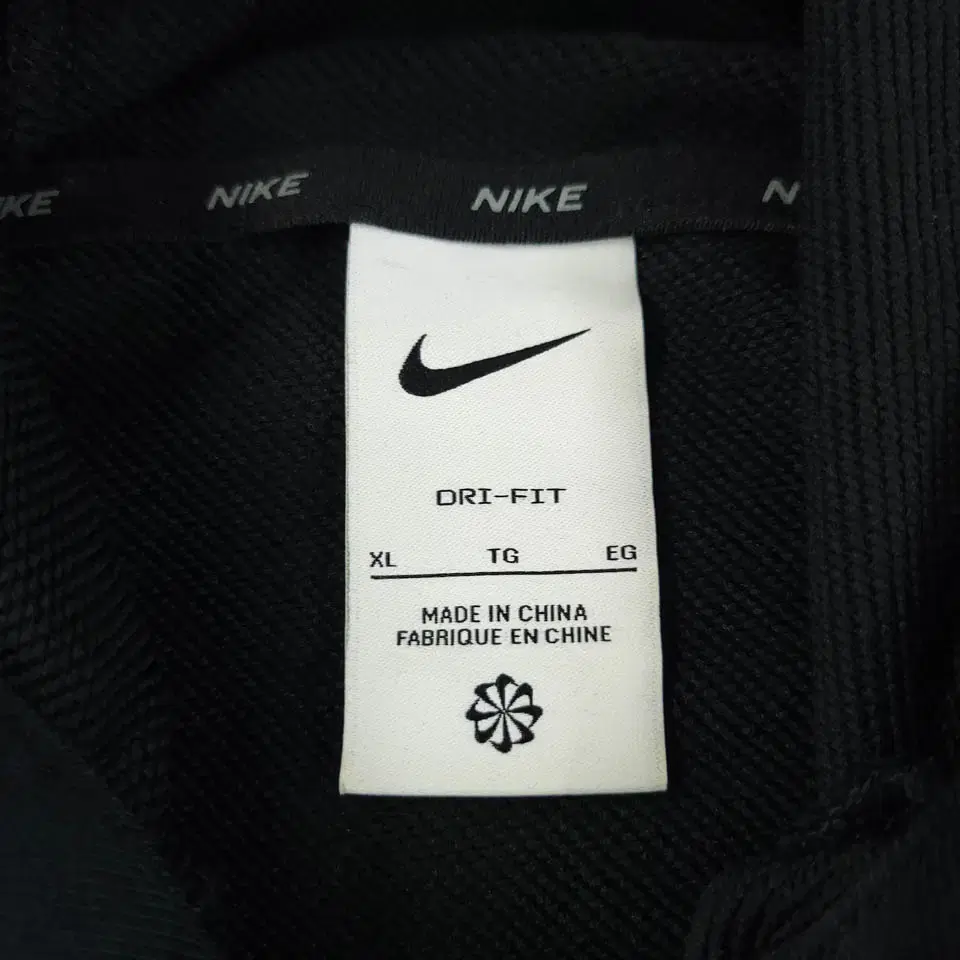 NIKE NIKE
DRI-FIT
XL TG EG
MADE IN CHINA
FABRIQUE EN CHINE